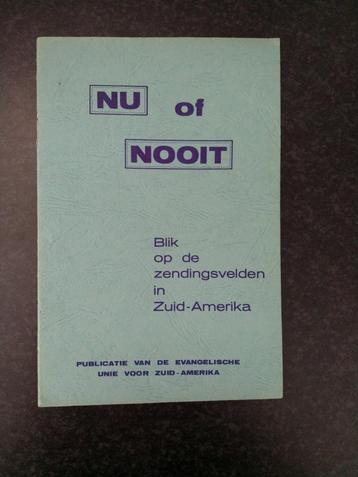 NU of
NOOIT
Blik
op de
zendingsvelden
in
Zuid-Amerika
PUBLICATIE VAN DE EVANGELISCHE
UNIE VOOR ZUID-AMERIKA